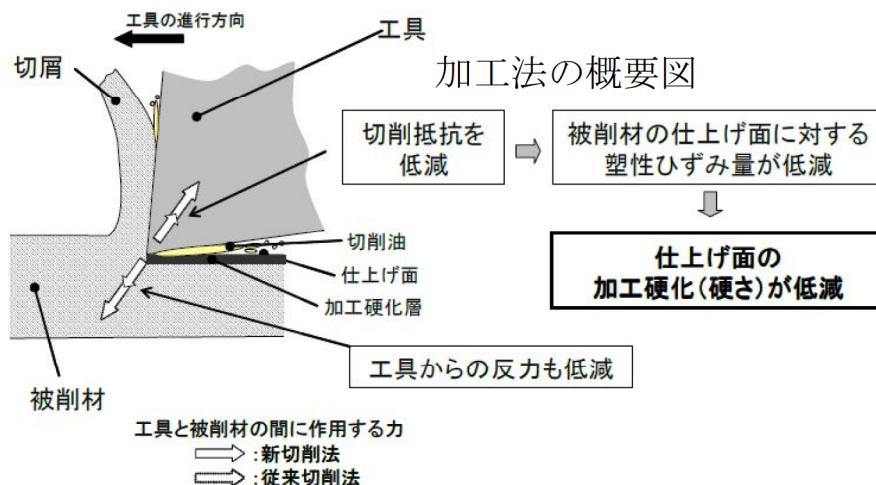 工具の進行方向
工具
切屑
加工法の概要図
切削抵抗を
低減
被削材の仕上げ面に対する
塑性ひずみ量が低減
切削油
仕上げ面
加工硬化層
仕上げ面の
加工硬化(硬さ)が低減
工具からの反力も低減
被削材
工具と被削材の間に作用する力
:新切削法
:従来切削法